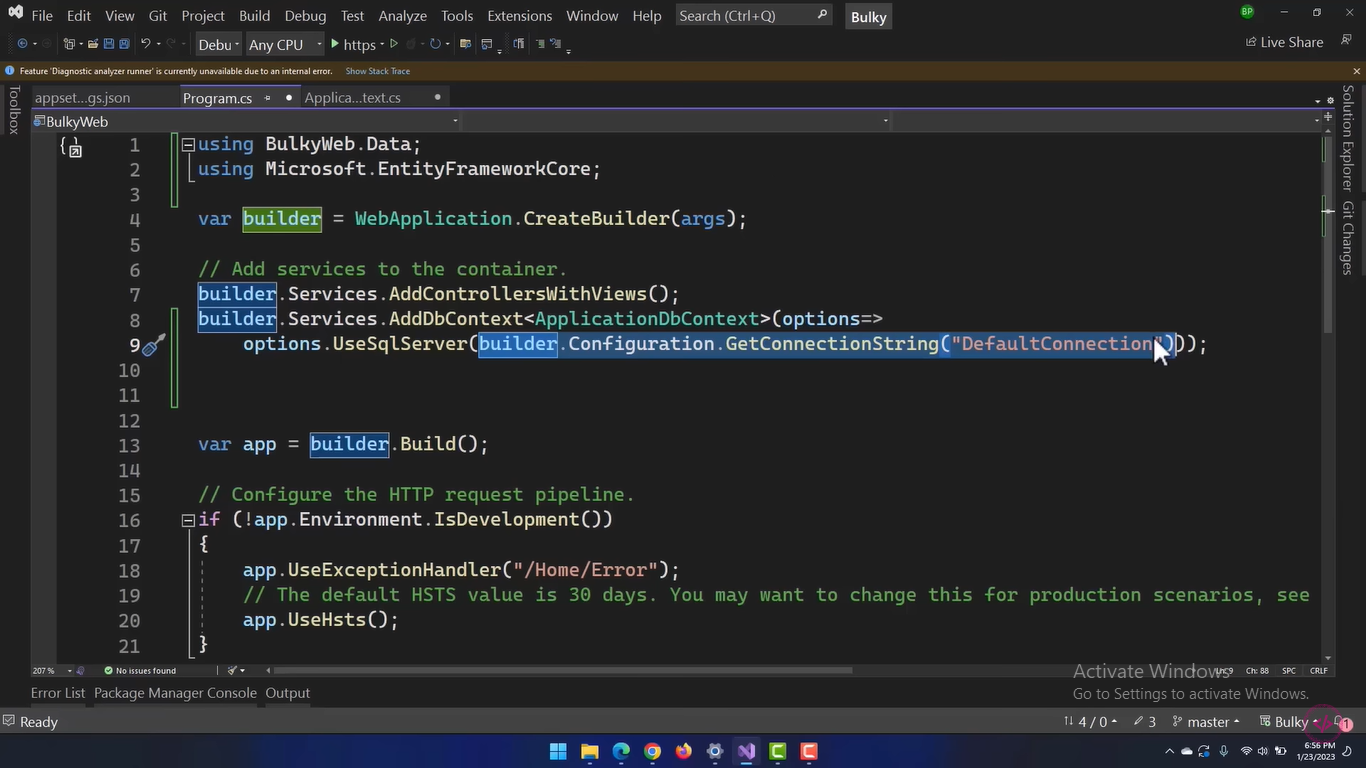 File Edit View Git Project Build Debug Test Analyze Tools Extensions Window Help Search (Ctrl+Q) Bulky BP
Debu Any CPU https Live Share
Feature 'Diagnostic analyzer runner' is currently unavailable due to an internal error. Show Stack Trace
Toolbox
appset...gs.json Program.cs Applica...text.cs
Solution Explorer
Git Changes
BulkyWeb
1 using BulkyWeb.Data;
2 using Microsoft.EntityFrameworkCore;
3
4 var builder = WebApplication.CreateBuilder(args);
5
6 // Add services to the container.
7 builder.Services.AddControllersWithViews();
8 builder.Services.AddDbContext<ApplicationDbContext>(options=>
9 options.UseSqlServer(builder.Configuration.GetConnectionString("DefaultConnection")));
10
11
12
13 var app = builder.Build();
14
15 // Configure the HTTP request pipeline.
16 if (!app.Environment.IsDevelopment())
17 {
18 app.UseExceptionHandler("/Home/Error");
19 // The default HSTS value is 30 days. You may want to change this for production scenarios, see
20 app.UseHsts();
21 }
207 % No issues found Ln: 9 Ch: 88 SPC CRLF
Activate Windows
Go to Settings to activate Windows.
Error List Package Manager Console Output
Ready 4 / 0 3 master Bulky 1
6:56 PM
1/23/2023